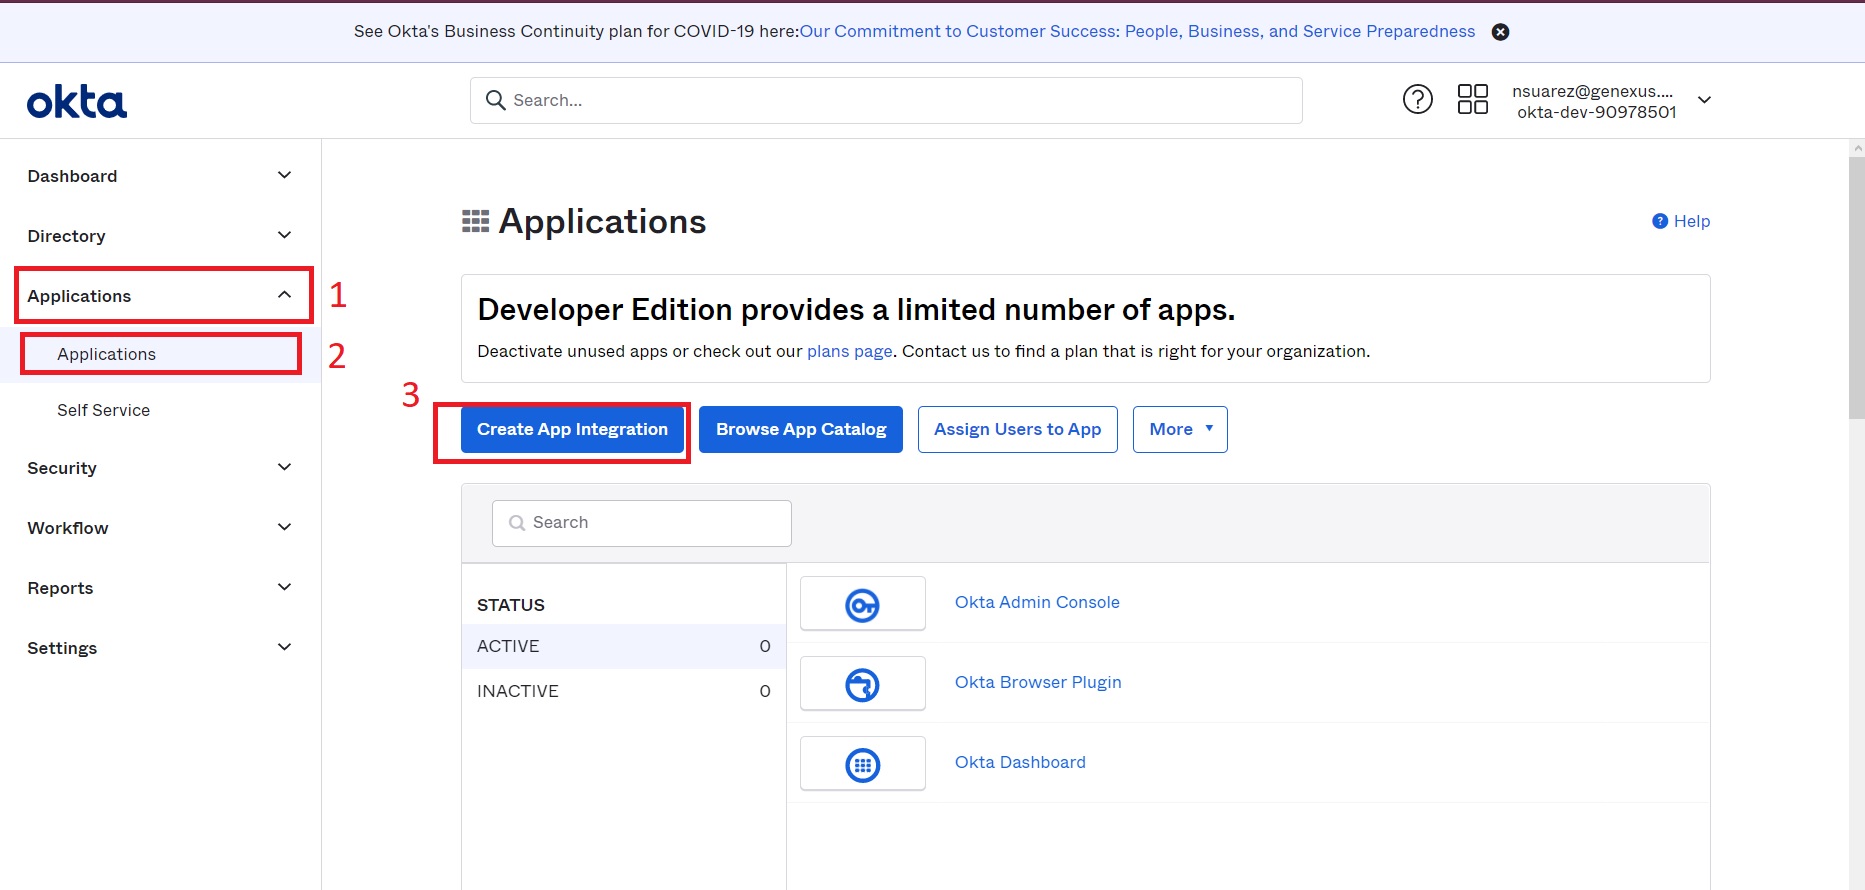 See Okta's Business Continuity plan for COVID-19 here:Our Commitment to Customer Success: People, Business, and Service Preparedness
okta
Search...
nsuarez@genexus....
okta-dev-90978501
Dashboard
Directory
Applications
1
Applications
2
Self Service
Security
Workflow
Reports
Settings
Applications
Help
Developer Edition provides a limited number of apps.
Deactivate unused apps or check out our plans page. Contact us to find a plan that is right for your organization.
3
Create App Integration
Browse App Catalog
Assign Users to App
More
Search
STATUS
ACTIVE 0
INACTIVE 0
Okta Admin Console
Okta Browser Plugin
Okta Dashboard